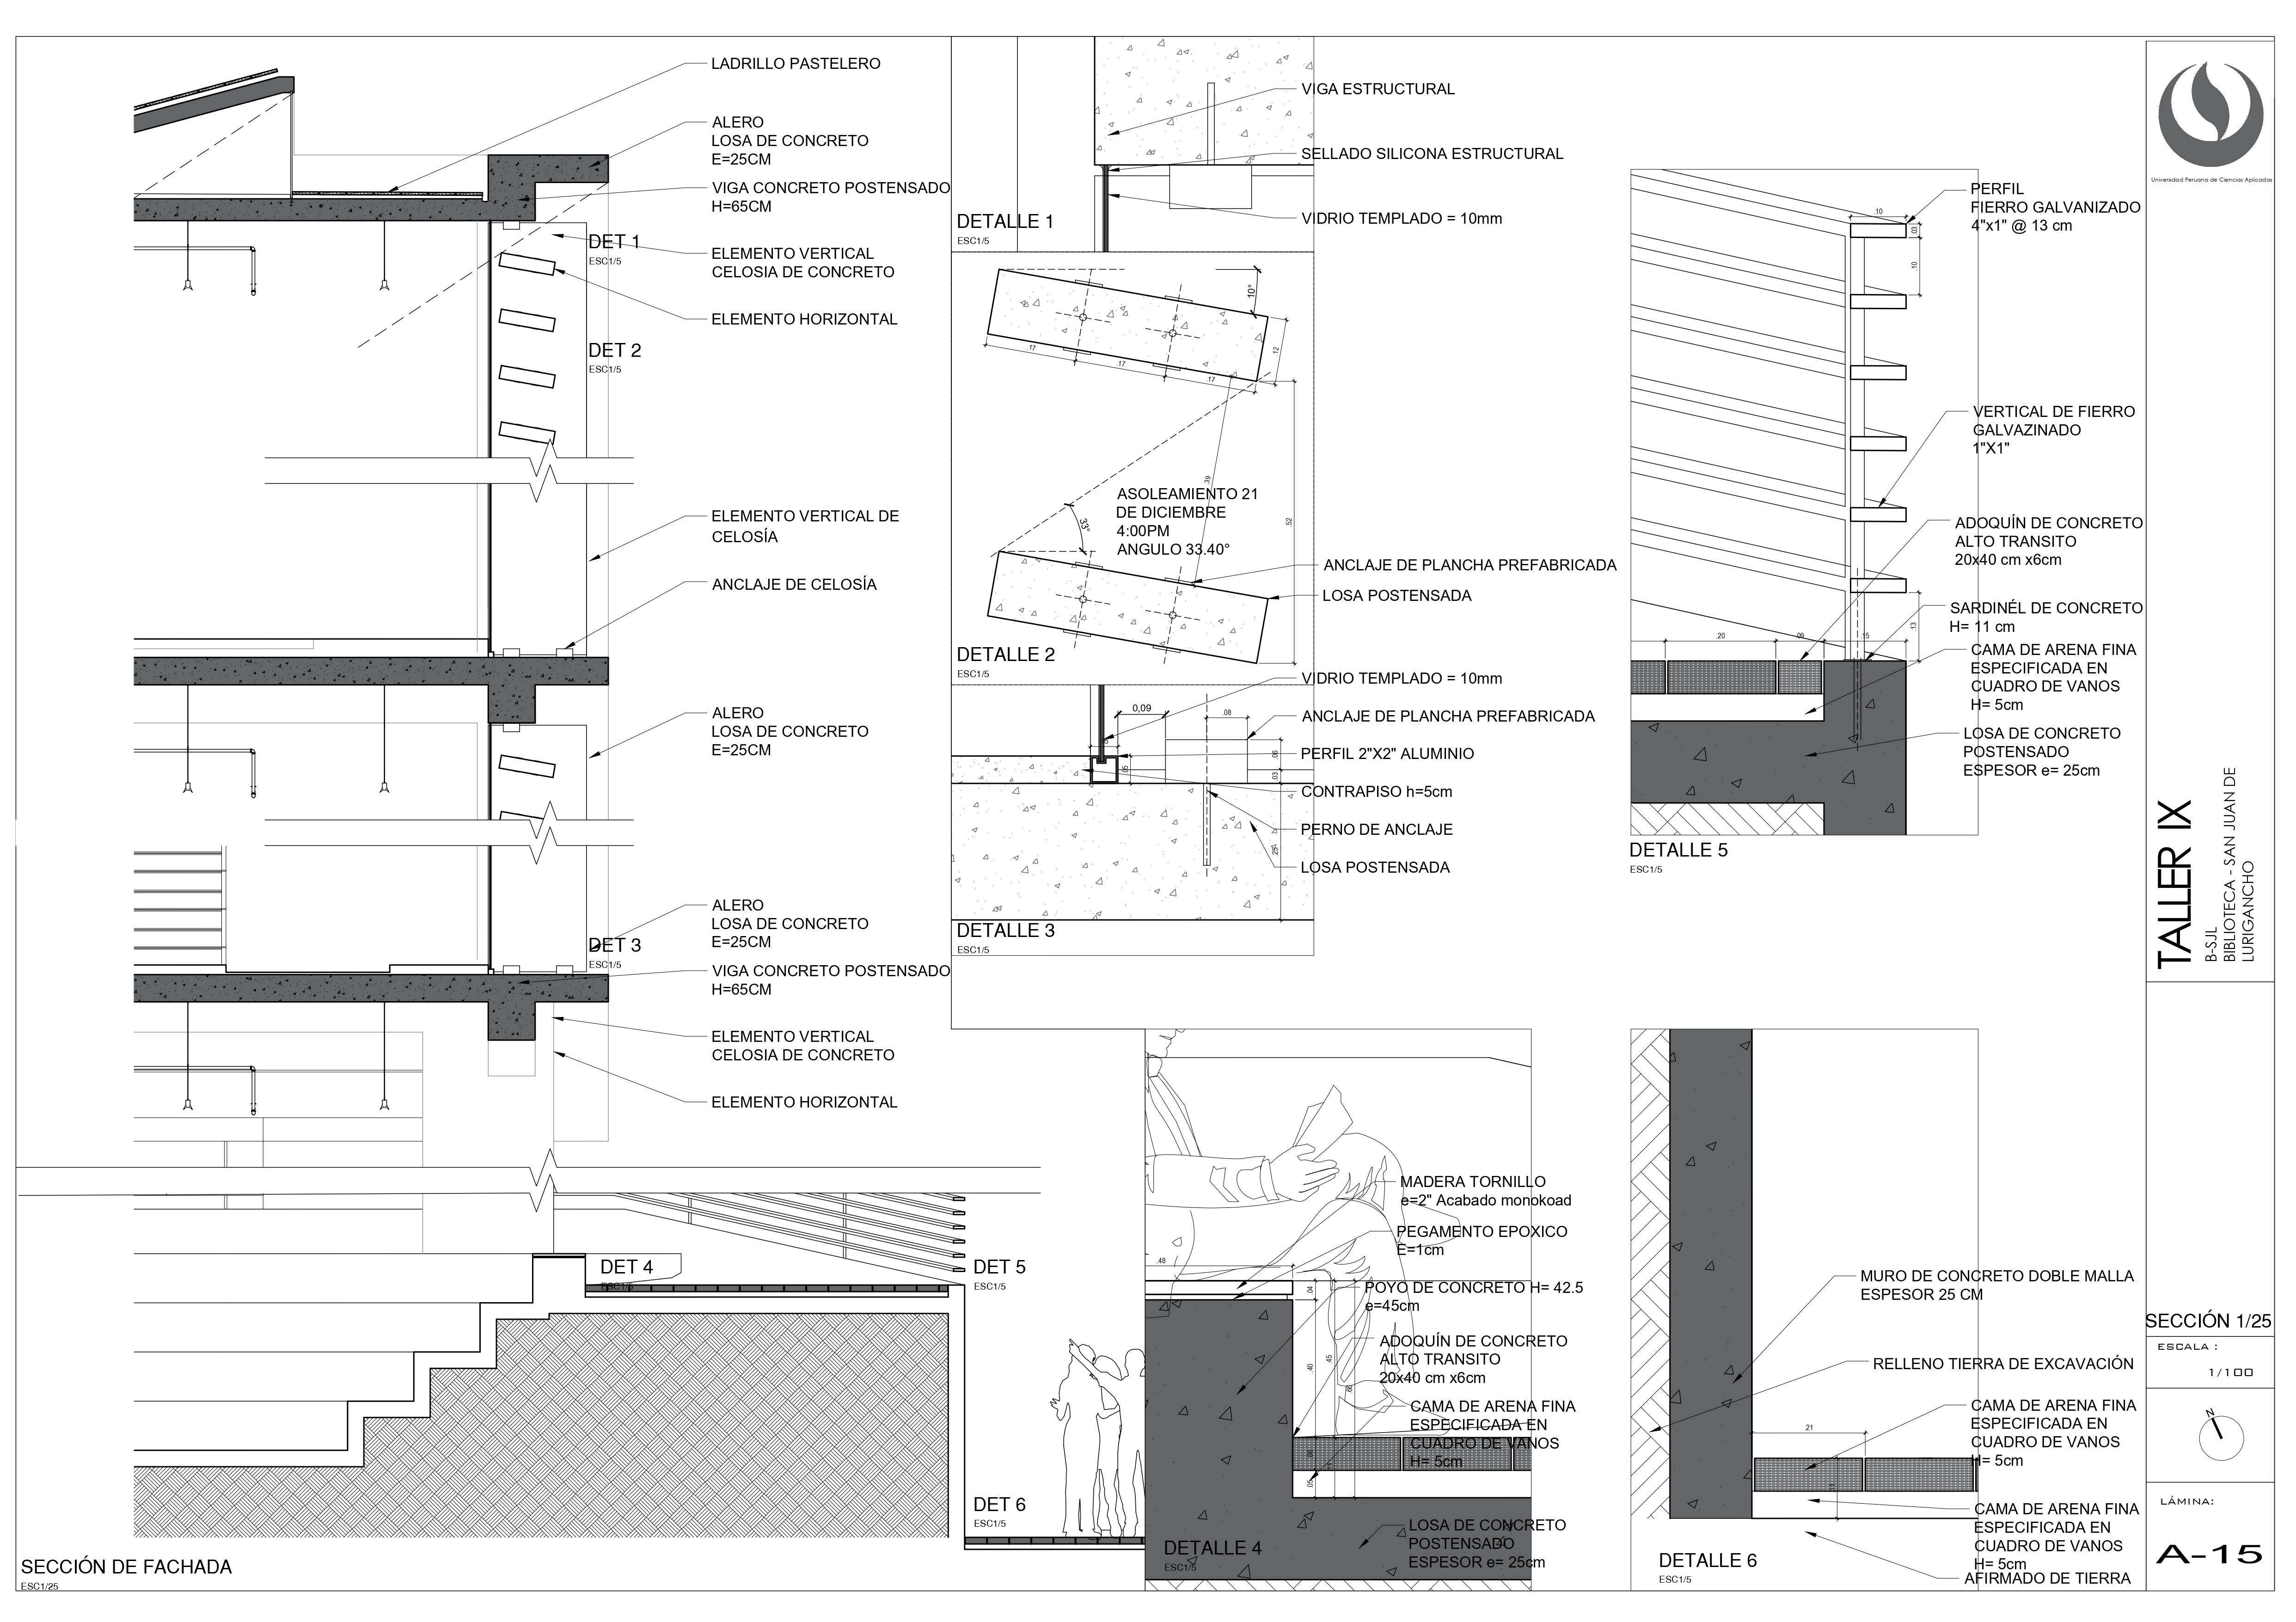 LADRILLO PASTELERO
ALERO
LOSA DE CONCRETO
E=25CM
VIGA CONCRETO POSTENSADO
H=65CM
DET 1
ESC1/5
ELEMENTO VERTICAL
CELOSIA DE CONCRETO
ELEMENTO HORIZONTAL
DET 2
ESC1/5
ELEMENTO VERTICAL DE
CELOSÍA
ANCLAJE DE CELOSÍA
ALERO
LOSA DE CONCRETO
E=25CM
ALERO
LOSA DE CONCRETO
E=25CM
DET 3
ESC1/5
VIGA CONCRETO POSTENSADO
H=65CM
ELEMENTO VERTICAL
CELOSIA DE CONCRETO
ELEMENTO HORIZONTAL
DET 4
ESC1/5
DET 5
ESC1/5
DET 6
ESC1/5
SECCIÓN DE FACHADA
ESC1/25
VIGA ESTRUCTURAL
SELLADO SILICONA ESTRUCTURAL
VIDRIO TEMPLADO = 10mm
DETALLE 1
ESC1/5
10°
.17
.17
.17
.12
.39
.52
33°
ASOLEAMIENTO 21
DE DICIEMBRE
4:00PM
ANGULO 33.40°
ANCLAJE DE PLANCHA PREFABRICADA
LOSA POSTENSADA
DETALLE 2
ESC1/5
VIDRIO TEMPLADO = 10mm
0,09
.08
ANCLAJE DE PLANCHA PREFABRICADA
PERFIL 2"X2" ALUMINIO
.05
.08
.03
CONTRAPISO h=5cm
PERNO DE ANCLAJE
.25
LOSA POSTENSADA
DETALLE 3
ESC1/5
MADERA TORNILLO
e=2" Acabado monokoad
PEGAMENTO EPOXICO
E=1cm
.48
.04
POYO DE CONCRETO H= 42.5
e=45cm
.40
.45
ADOQUÍN DE CONCRETO
ALTO TRANSITO
20x40 cm x6cm
CAMA DE ARENA FINA
ESPECIFICADA EN
CUADRO DE VANOS
H= 5cm
.06
.05
LOSA DE CONCRETO
POSTENSADO
ESPESOR e= 25cm
DETALLE 4
ESC1/5
PERFIL
FIERRO GALVANIZADO
4"x1" @ 13 cm
.10
.03
.10
VERTICAL DE FIERRO
GALVAZINADO
1"X1"
ADOQUÍN DE CONCRETO
ALTO TRANSITO
20x40 cm x6cm
SARDINÉL DE CONCRETO
H= 11 cm
.20
.09
.15
.13
CAMA DE ARENA FINA
ESPECIFICADA EN
CUADRO DE VANOS
H= 5cm
LOSA DE CONCRETO
POSTENSADO
ESPESOR e= 25cm
DETALLE 5
ESC1/5
MURO DE CONCRETO DOBLE MALLA
ESPESOR 25 CM
RELLENO TIERRA DE EXCAVACIÓN
.21
CAMA DE ARENA FINA
ESPECIFICADA EN
CUADRO DE VANOS
H= 5cm
.11
CAMA DE ARENA FINA
ESPECIFICADA EN
CUADRO DE VANOS
H= 5cm
AFIRMADO DE TIERRA
DETALLE 6
ESC1/5
Universidad Peruana de Ciencias Aplicadas
TALLER IX
B-SJL
BIBLIOTECA - SAN JUAN DE
LURIGANCHO
SECCIÓN 1/25
ESCALA :
1/100
N
LÁMINA:
A-15